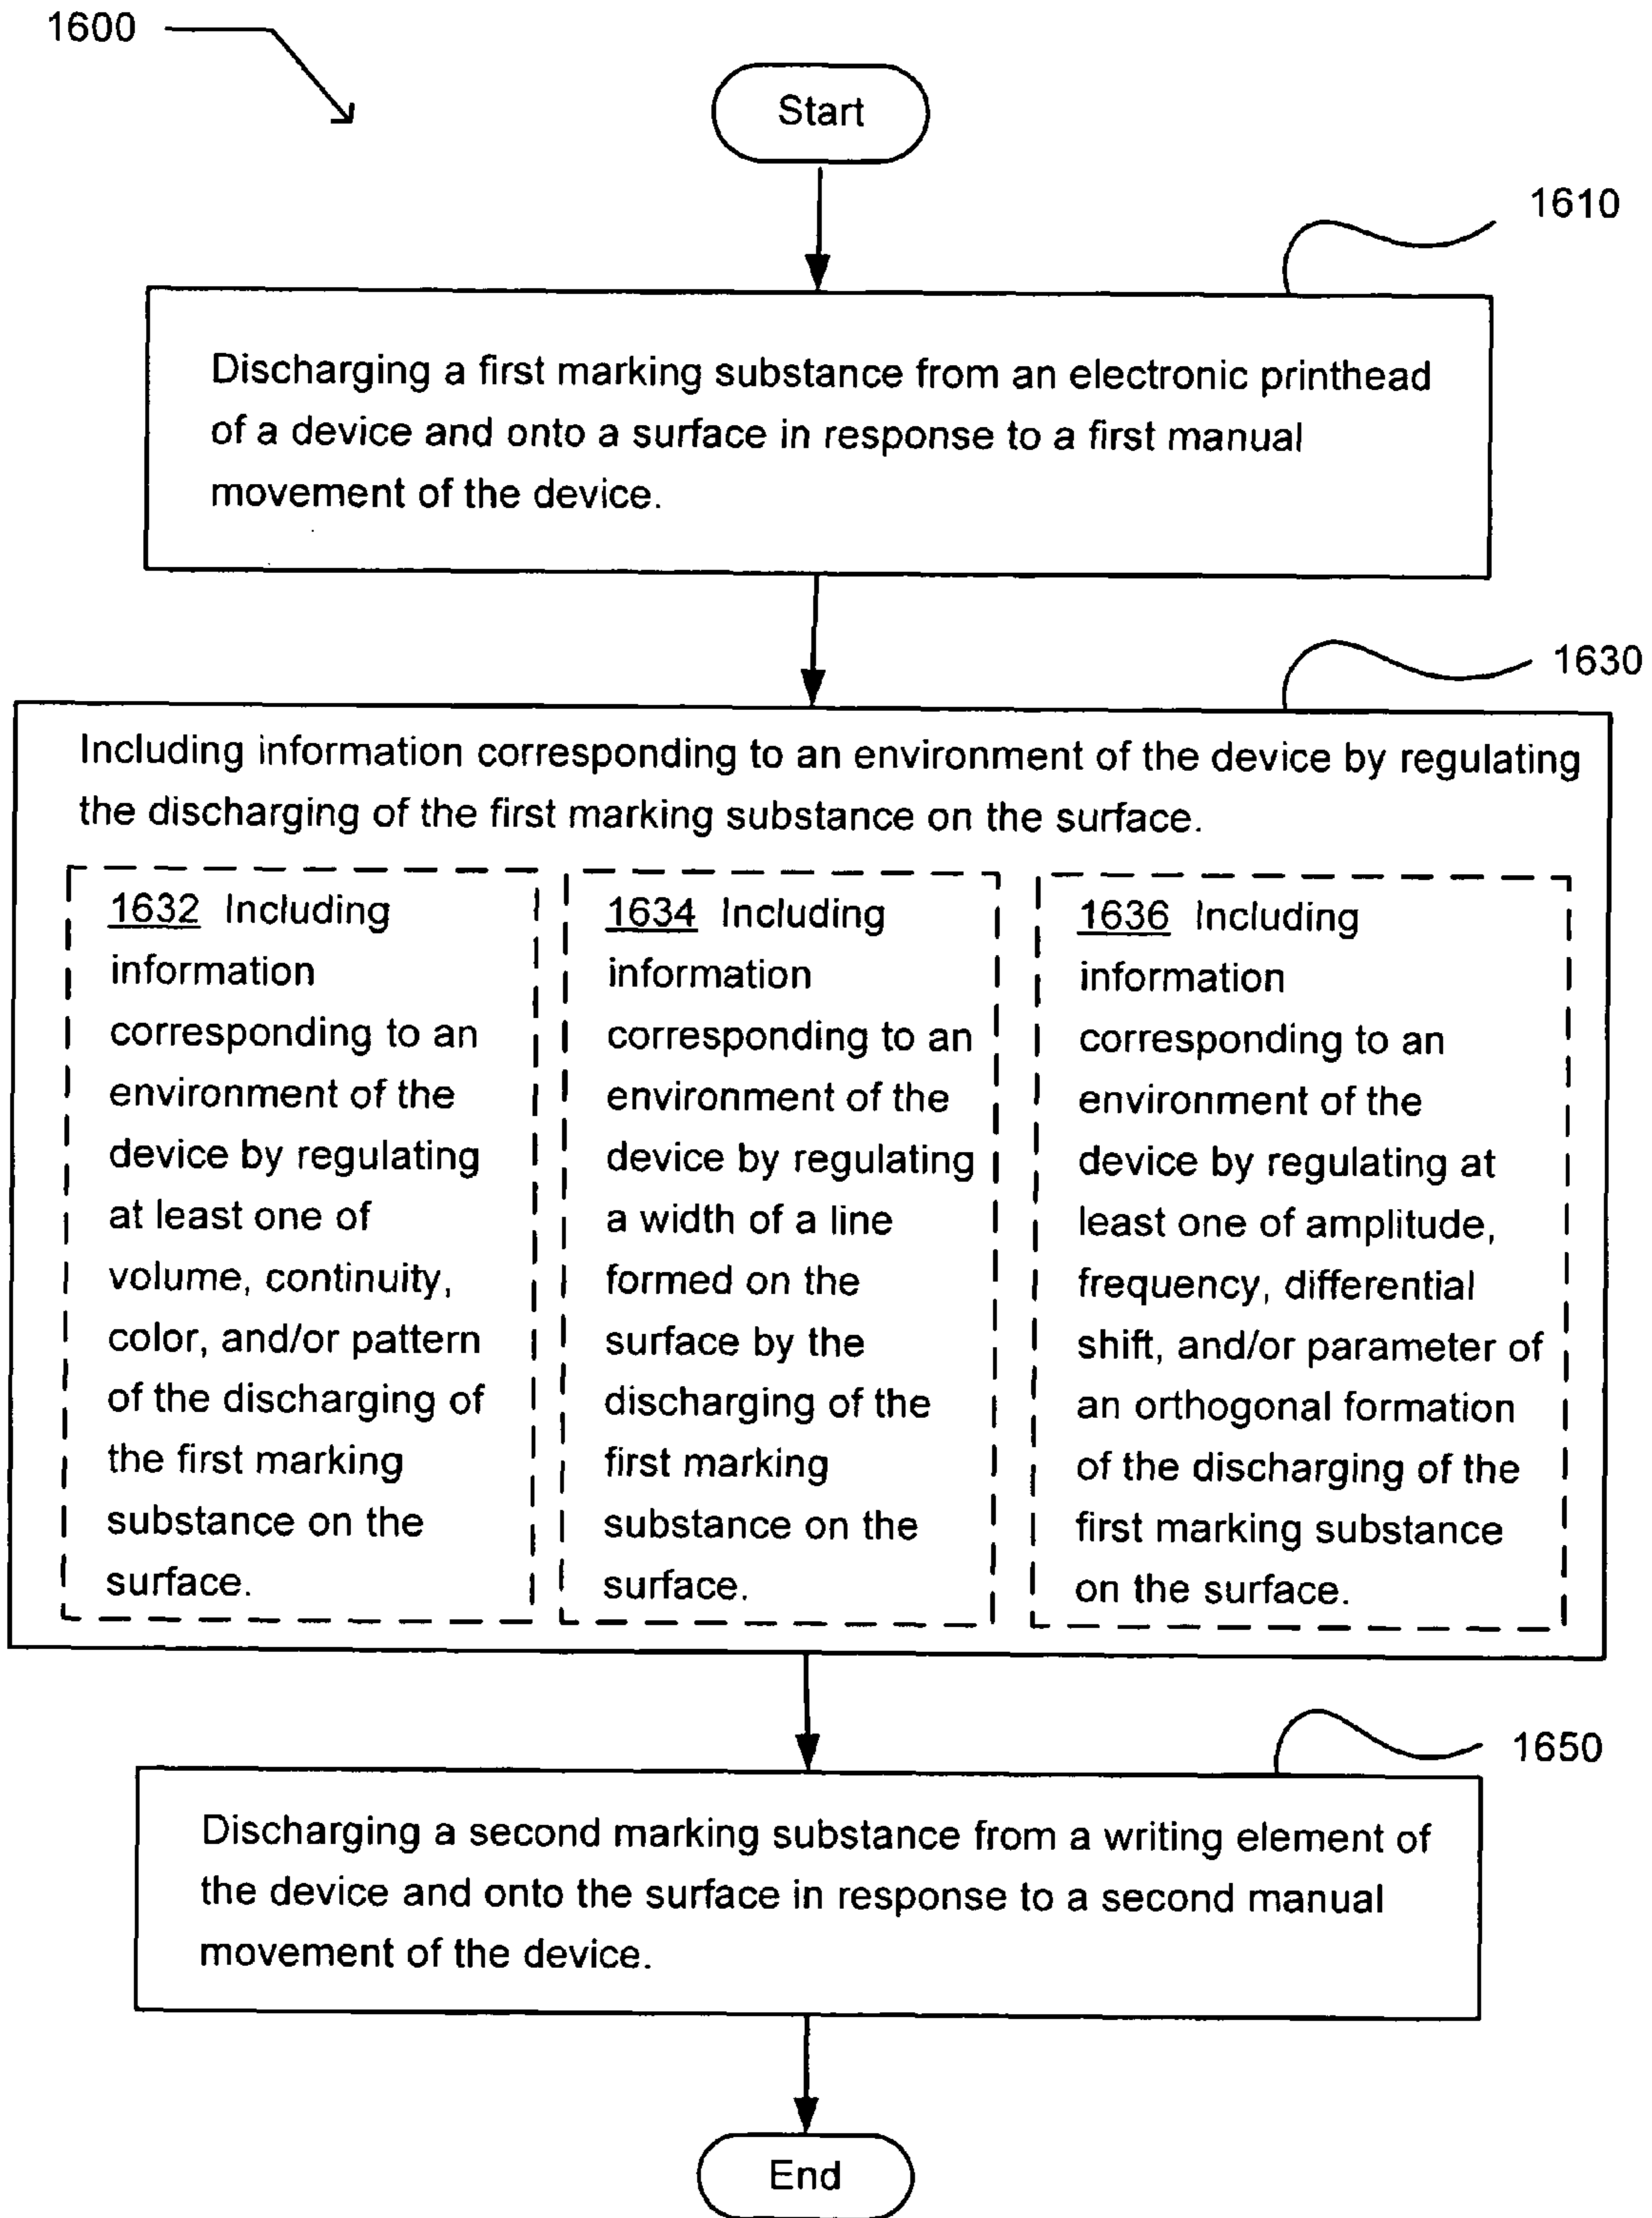 1600
Start
1610
Discharging a first marking substance from an electronic printhead
of a device and onto a surface in response to a first manual
movement of the device.
1630
Including information corresponding to an environment of the device by regulating
the discharging of the first marking substance on the surface.
1632 Including
information
corresponding to an
environment of the
device by regulating
at least one of
volume, continuity,
color, and/or pattern
of the discharging of
the first marking
substance on the
surface.
1634 Including
information
corresponding to an
environment of the
device by regulating
a width of a line
formed on the
surface by the
discharging of the
first marking
substance on the
surface.
1636 Including
information
corresponding to an
environment of the
device by regulating at
least one of amplitude,
frequency, differential
shift, and/or parameter of
an orthogonal formation
of the discharging of the
first marking substance
on the surface.
1650
Discharging a second marking substance from a writing element of
the device and onto the surface in response to a second manual
movement of the device.
End